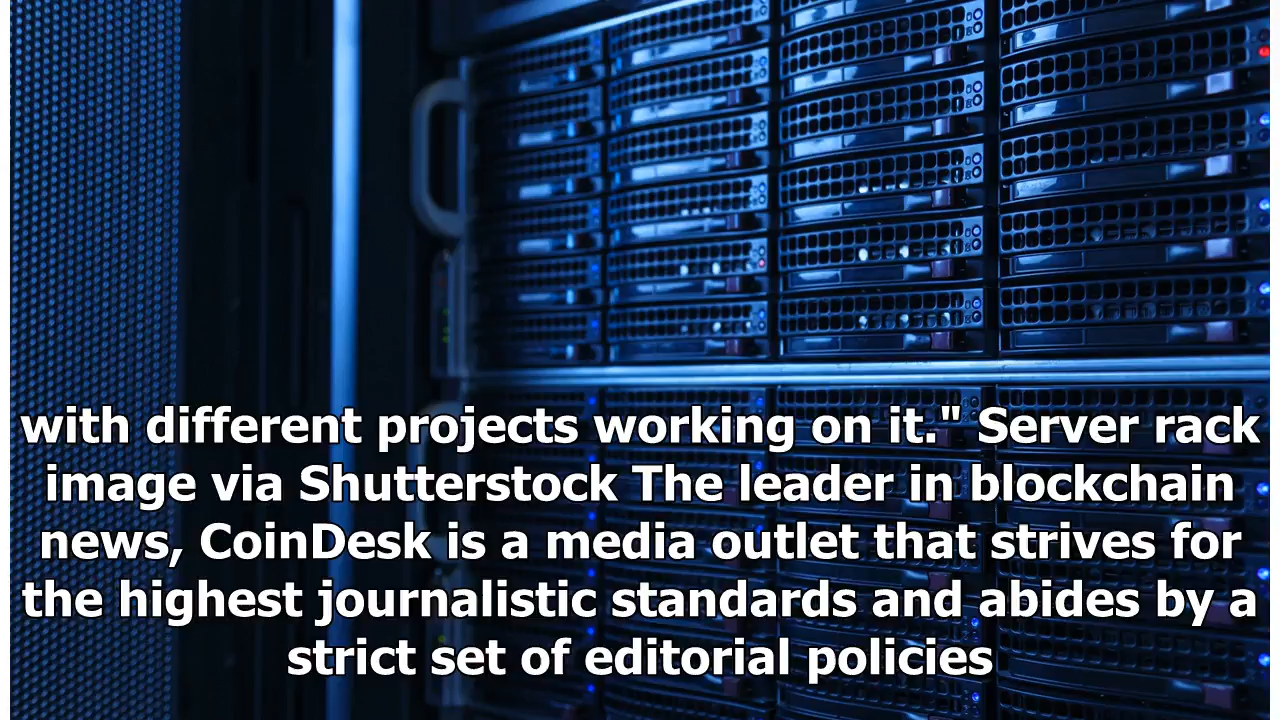 with different projects working on it." Server rack
image via Shutterstock The leader in blockchain
news, CoinDesk is a media outlet that strives for
the highest journalistic standards and abides by a
strict set of editorial policies